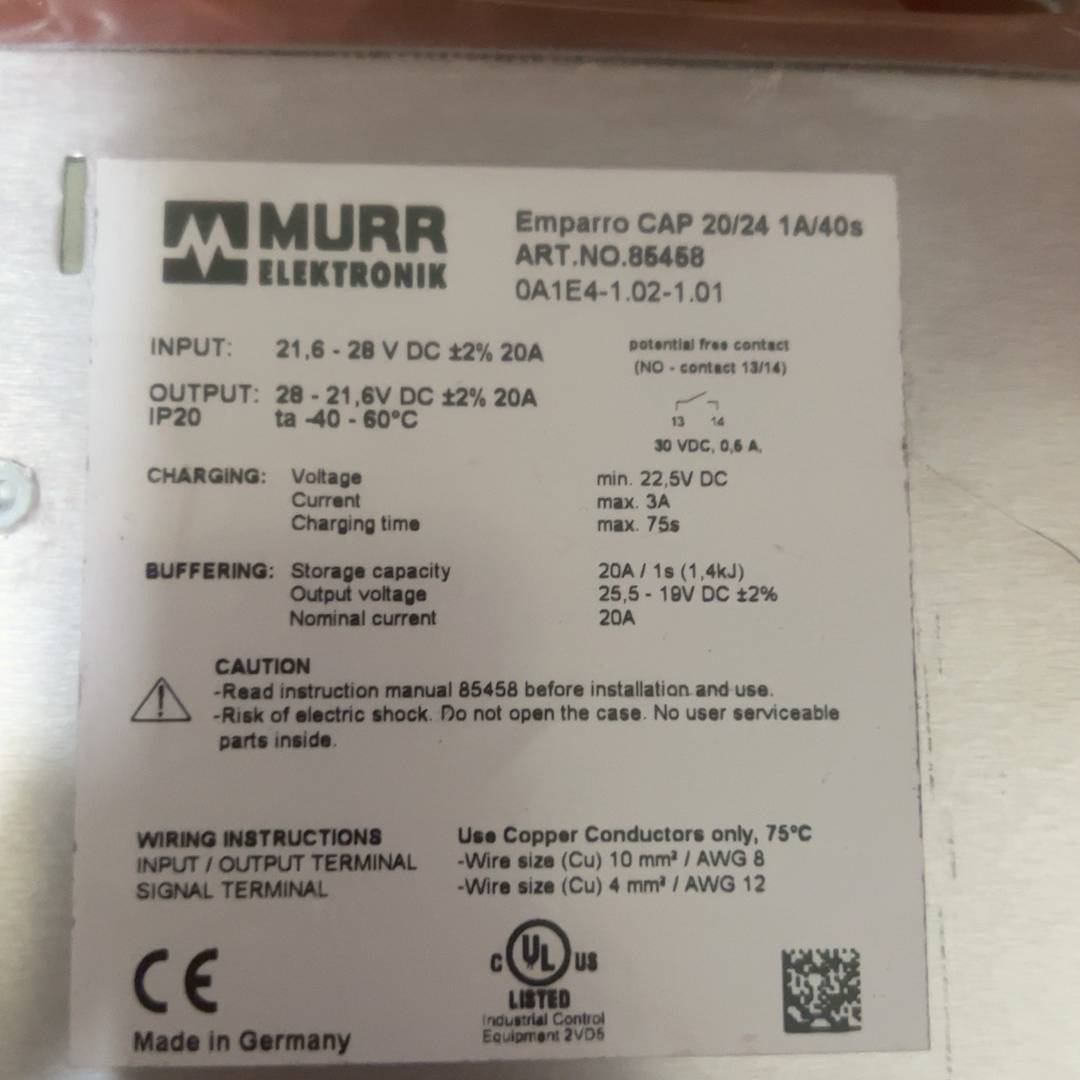 MURR
ELEKTRONIK
Emparro CAP 20/24 1A/40s
ART.NO.85458
0A1E4-1.02-1.01
INPUT: 21,6 - 28 V DC ±2% 20A
OUTPUT: 28 - 21,6V DC ±2% 20A
IP20 ta -40 - 60°C
potential free contact
(NO - contact 13/14)
13 14
30 VDC, 0,6 A,
CHARGING: Voltage min. 22,5V DC
Current max. 3A
Charging time max. 75s
BUFFERING: Storage capacity 20A / 1s (1,4kJ)
Output voltage 25,5 - 19V DC ±2%
Nominal current 20A
CAUTION
-Read instruction manual 85458 before installation and use.
-Risk of electric shock. Do not open the case. No user serviceable
parts inside.
WIRING INSTRUCTIONS Use Copper Conductors only, 75°C
INPUT / OUTPUT TERMINAL -Wire size (Cu) 10 mm² / AWG 8
SIGNAL TERMINAL -Wire size (Cu) 4 mm² / AWG 12
CE
C UL US
LISTED
Industrial Control
Equipment 2VD5
Made in Germany